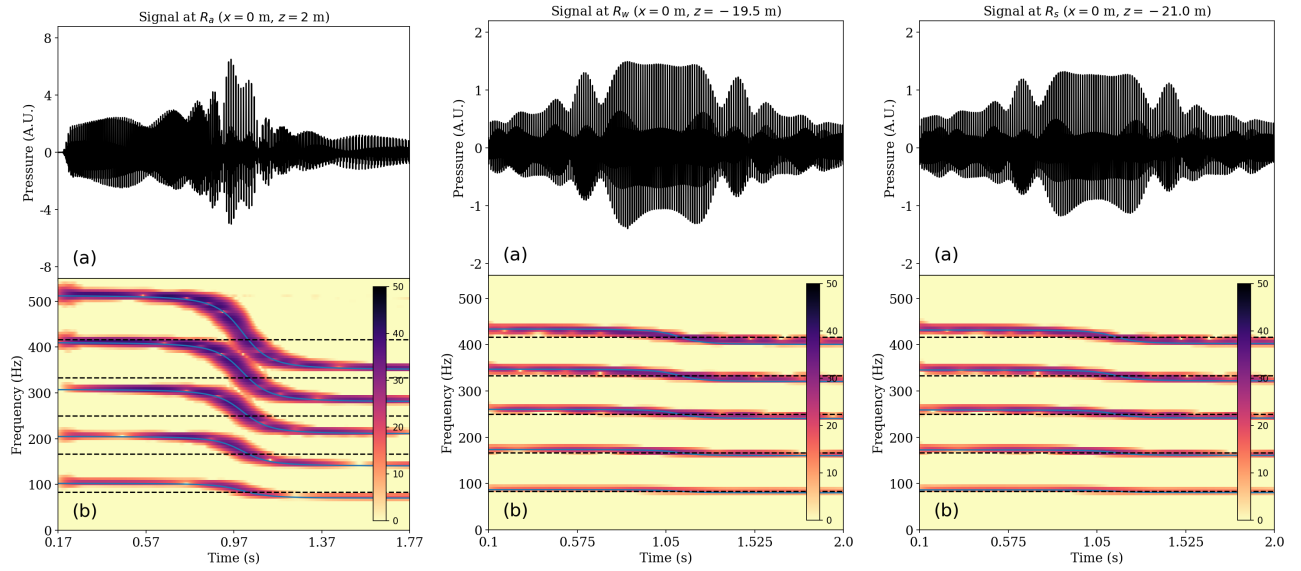 Signal at Rₐ (x = 0 m, z = 2 m)
8
4
0
-4
-8
Pressure (A.U.)
(a)
500
400
300
200
100
0
Frequency (Hz)
(b)
50
40
30
20
10
0
0.17 0.57 0.97 1.37 1.77
Time (s)
Signal at R_w (x = 0 m, z = −19.5 m)
2
1
0
-1
-2
Pressure (A.U.)
(a)
500
400
300
200
100
0
Frequency (Hz)
(b)
50
40
30
20
10
0
0.1 0.575 1.05 1.525 2.0
Time (s)
Signal at R_s (x = 0 m, z = −21.0 m)
2
1
0
-1
-2
Pressure (A.U.)
(a)
500
400
300
200
100
0
Frequency (Hz)
(b)
50
40
30
20
10
0
0.1 0.575 1.05 1.525 2.0
Time (s)